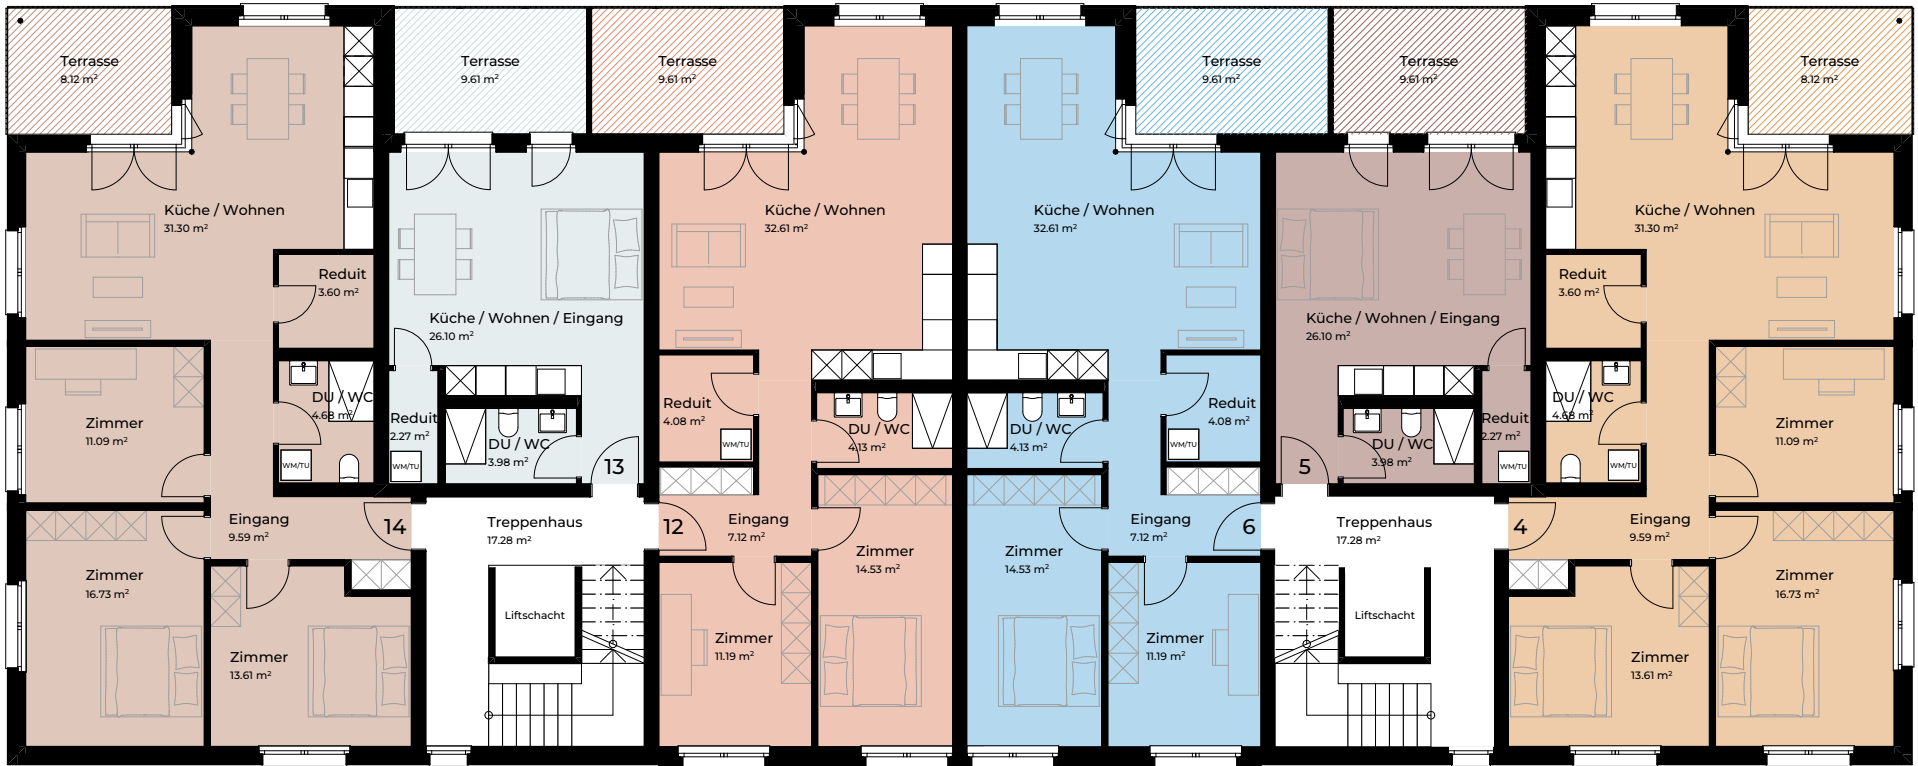 Terrasse
8.12 m²
Küche / Wohnen
31.30 m²
Reduit
3.60 m²
DU / WC
4.68 m²
WM/TU
Zimmer
11.09 m²
Eingang
9.59 m²
14
Zimmer
16.73 m²
Zimmer
13.61 m²
Terrasse
9.61 m²
Küche / Wohnen / Eingang
26.10 m²
Reduit
2.27 m²
WM/TU
DU / WC
3.98 m²
13
Treppenhaus
17.28 m²
Liftschacht
Terrasse
9.61 m²
Küche / Wohnen
32.61 m²
Reduit
4.08 m²
WM/TU
DU / WC
4.13 m²
12
Eingang
7.12 m²
Zimmer
14.53 m²
Zimmer
11.19 m²
Terrasse
9.61 m²
Küche / Wohnen
32.61 m²
DU / WC
4.13 m²
Reduit
4.08 m²
WM/TU
Eingang
7.12 m²
6
Zimmer
14.53 m²
Zimmer
11.19 m²
Terrasse
9.61 m²
Küche / Wohnen / Eingang
26.10 m²
5
DU / WC
3.98 m²
Reduit
2.27 m²
WM/TU
Treppenhaus
17.28 m²
Liftschacht
Terrasse
8.12 m²
Küche / Wohnen
31.30 m²
Reduit
3.60 m²
DU / WC
4.68 m²
WM/TU
Zimmer
11.09 m²
4
Eingang
9.59 m²
Zimmer
16.73 m²
Zimmer
13.61 m²